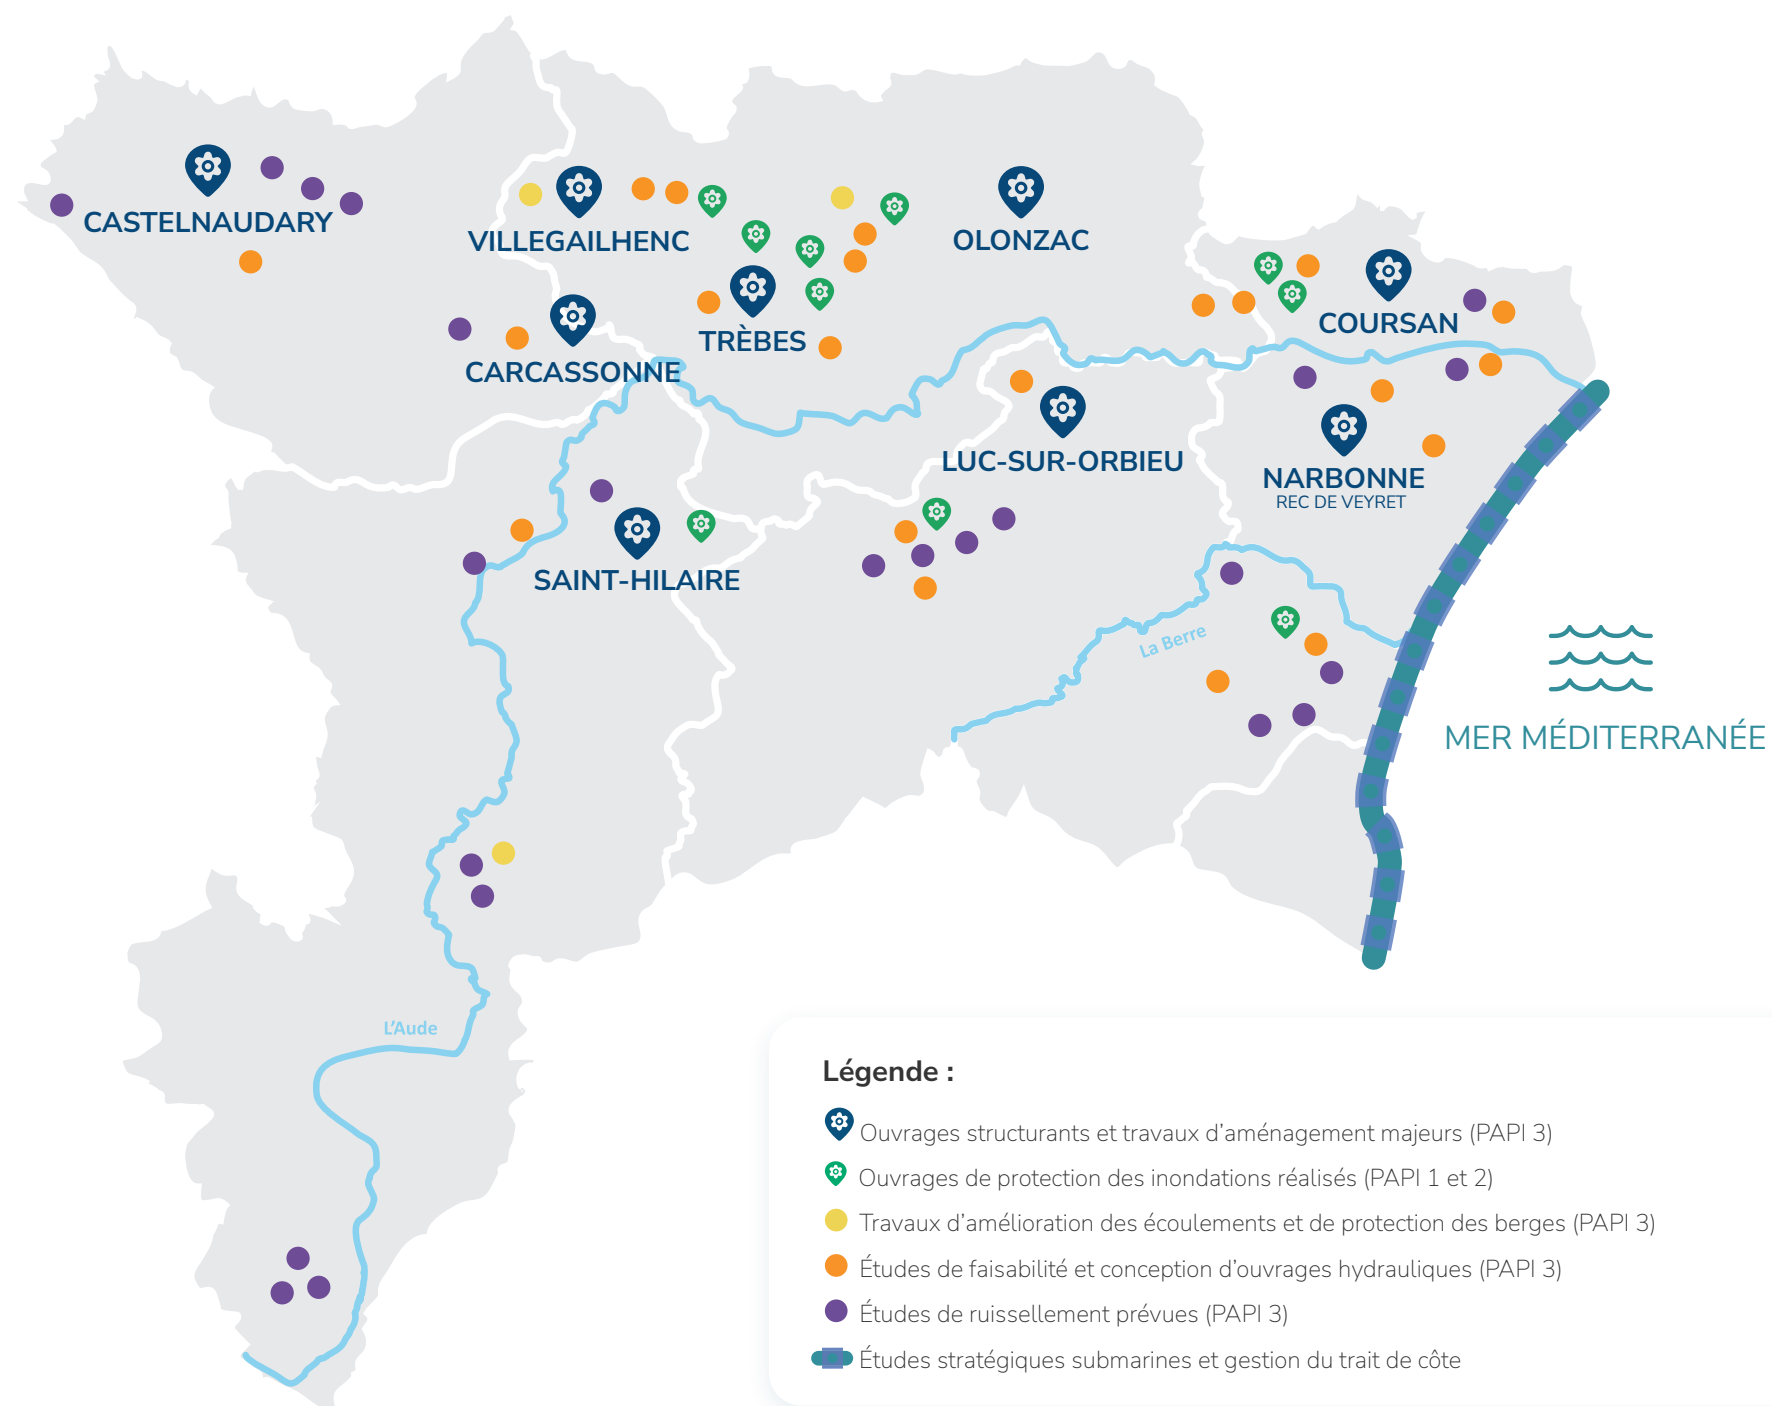 CASTELNAUDARY
VILLEGAILHENC
OLONZAC
COURSAN
TRÈBES
CARCASSONNE
LUC-SUR-ORBIEU
NARBONNE
REC DE VEYRET
SAINT-HILAIRE
La Berre
MER MÉDITERRANÉE
L'Aude
Légende :
Ouvrages structurants et travaux d'aménagement majeurs (PAPI 3)
Ouvrages de protection des inondations réalisés (PAPI 1 et 2)
Travaux d'amélioration des écoulements et de protection des berges (PAPI 3)
Études de faisabilité et conception d'ouvrages hydrauliques (PAPI 3)
Études de ruissellement prévues (PAPI 3)
Études stratégiques submarines et gestion du trait de côte